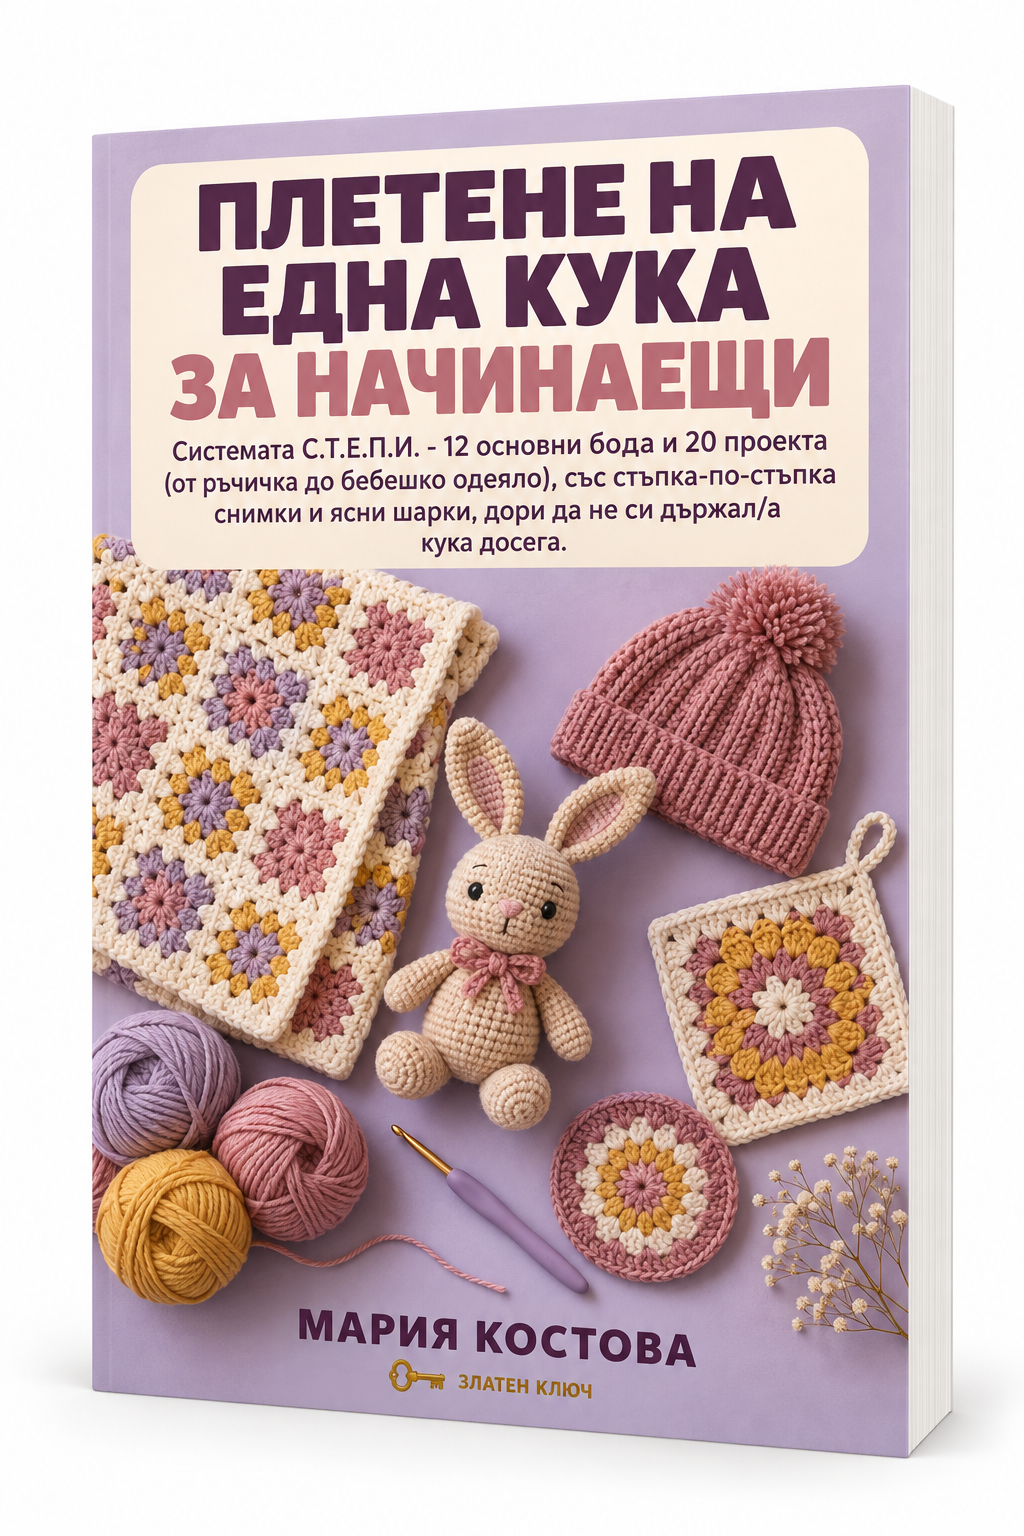 ПЛЕТЕНЕ НА
ЕДНА КУКА
ЗА НАЧИНАЕЩИ
Системата С.Т.Е.П.И. - 12 основни бода и 20 проекта
(от ръчичка до бебешко одеяло), със стъпка-по-стъпка
снимки и ясни шарки, дори да не си държал/а
кука досега.
МАРИЯ КОСТОВА
ЗЛАТЕН КЛЮЧ